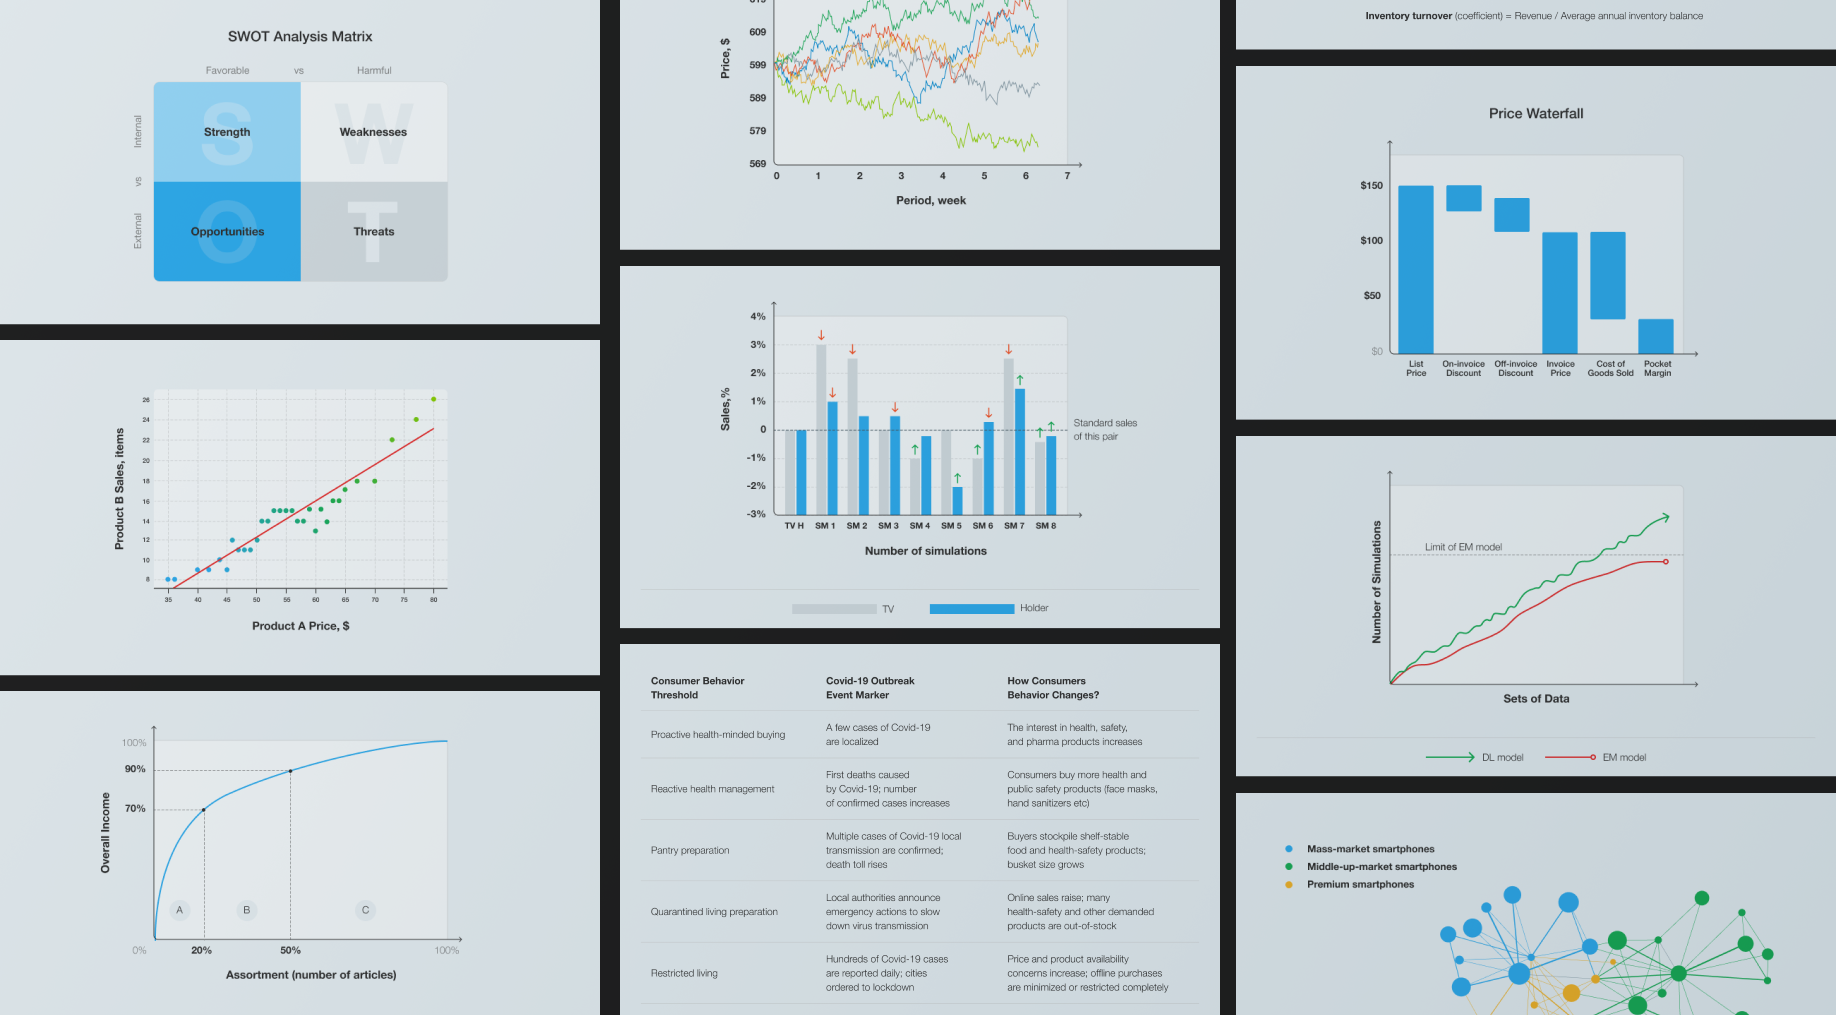 SWOT Analysis Matrix
Favorable vs Harmful
Internal vs External
S W
Strength Weaknesses
O T
Opportunities Threats
26
24
22
20
18
16
14
12
10
8
Product B Sales, items
35 40 45 50 55 60 65 70 75 80
Product A Price, $
100%
90%
70%
Overall Income
A B C
0% 20% 50% 100%
Assortment (number of articles)
619
609
599
589
579
569
Price, $
0 1 2 3 4 5 6 7
Period, week
4%
3%
2%
1%
0
-1%
-2%
-3%
Sales,%
Standard sales
of this pair
TV H SM 1 SM 2 SM 3 SM 4 SM 5 SM 6 SM 7 SM 8
Number of simulations
TV Holder
Consumer Behavior
Threshold
Covid-19 Outbreak
Event Marker
How Consumers
Behavior Changes?
Proactive health-minded buying
A few cases of Covid-19
are localized
The interest in health, safety,
and pharma products increases
Reactive health management
First deaths caused
by Covid-19; number
of confirmed cases increases
Consumers buy more health and
public safety products (face masks,
hand sanitizers etc)
Pantry preparation
Multiple cases of Covid-19 local
transmission are confirmed;
death toll rises
Buyers stockpile shelf-stable
food and health-safety products;
busket size grows
Quarantined living preparation
Local authorities announce
emergency actions to slow
down virus transmission
Online sales raise; many
health-safety and other demanded
products are out-of-stock
Restricted living
Hundreds of Covid-19 cases
are reported daily; cities
ordered to lockdown
Price and product availability
concerns increase; offline purchases
are minimized or restricted completely
Inventory turnover (coefficient) = Revenue / Average annual inventory balance
Price Waterfall
$150
$100
$50
$0
List
Price
On-invoice
Discount
Off-invoice
Discount
Invoice
Price
Cost of
Goods Sold
Pocket
Margin
Number of Simulations
Limit of EM model
Sets of Data
DL model EM model
Mass-market smartphones
Middle-up-market smartphones
Premium smartphones